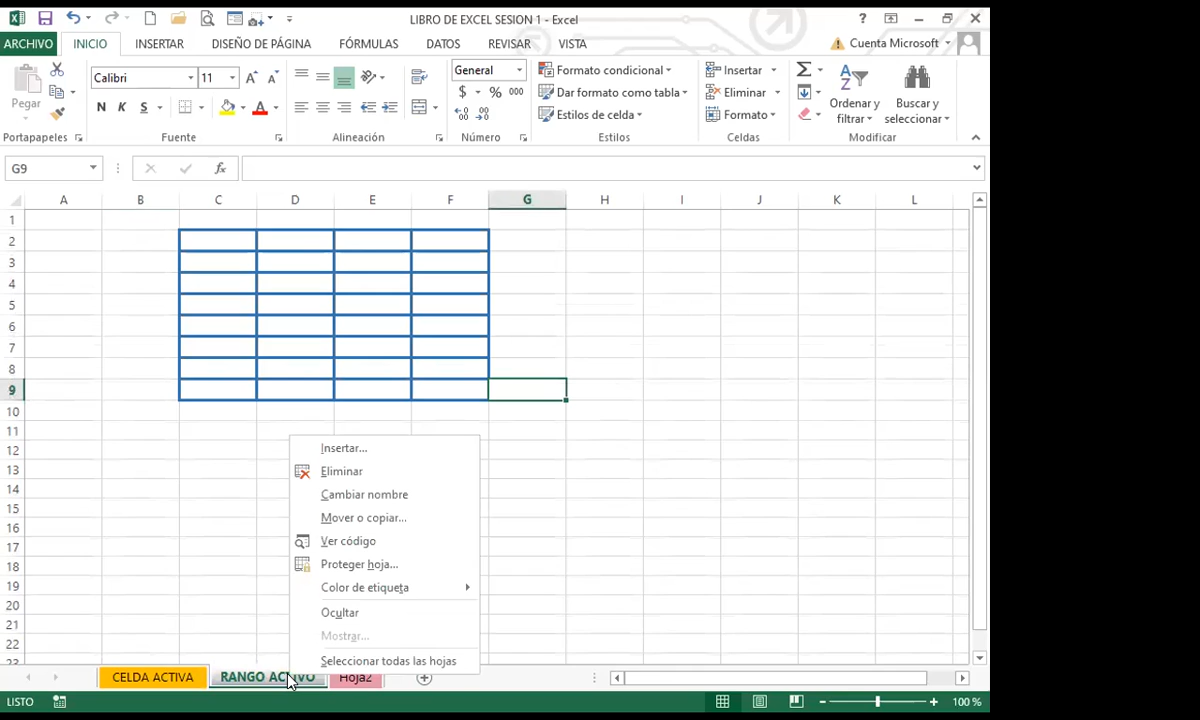 LIBRO DE EXCEL SESION 1 - Excel
ARCHIVO INICIO INSERTAR DISEÑO DE PÁGINA FÓRMULAS DATOS REVISAR VISTA Cuenta Microsoft
Calibri 11 General Formato condicional Insertar
Pegar Dar formato como tabla Eliminar Ordenar y filtrar Buscar y seleccionar
N K S $ % 000 Estilos de celda Formato
Portapapeles Fuente Alineación Número Estilos Celdas Modificar
G9 fx
A B C D E F G H I J K L
1
2
3
4
5
6
7
8
9
10
11
12
13
14
15
16
17
18
19
20
21
22
23
Insertar...
Eliminar
Cambiar nombre
Mover o copiar...
Ver código
Proteger hoja...
Color de etiqueta
Ocultar
Mostrar...
Seleccionar todas las hojas
CELDA ACTIVA RANGO ACTIVO Hoja2
LISTO 100 %